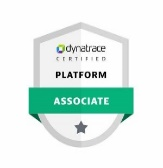 dynatrace
CERTIFIED
PLATFORM
ASSOCIATE